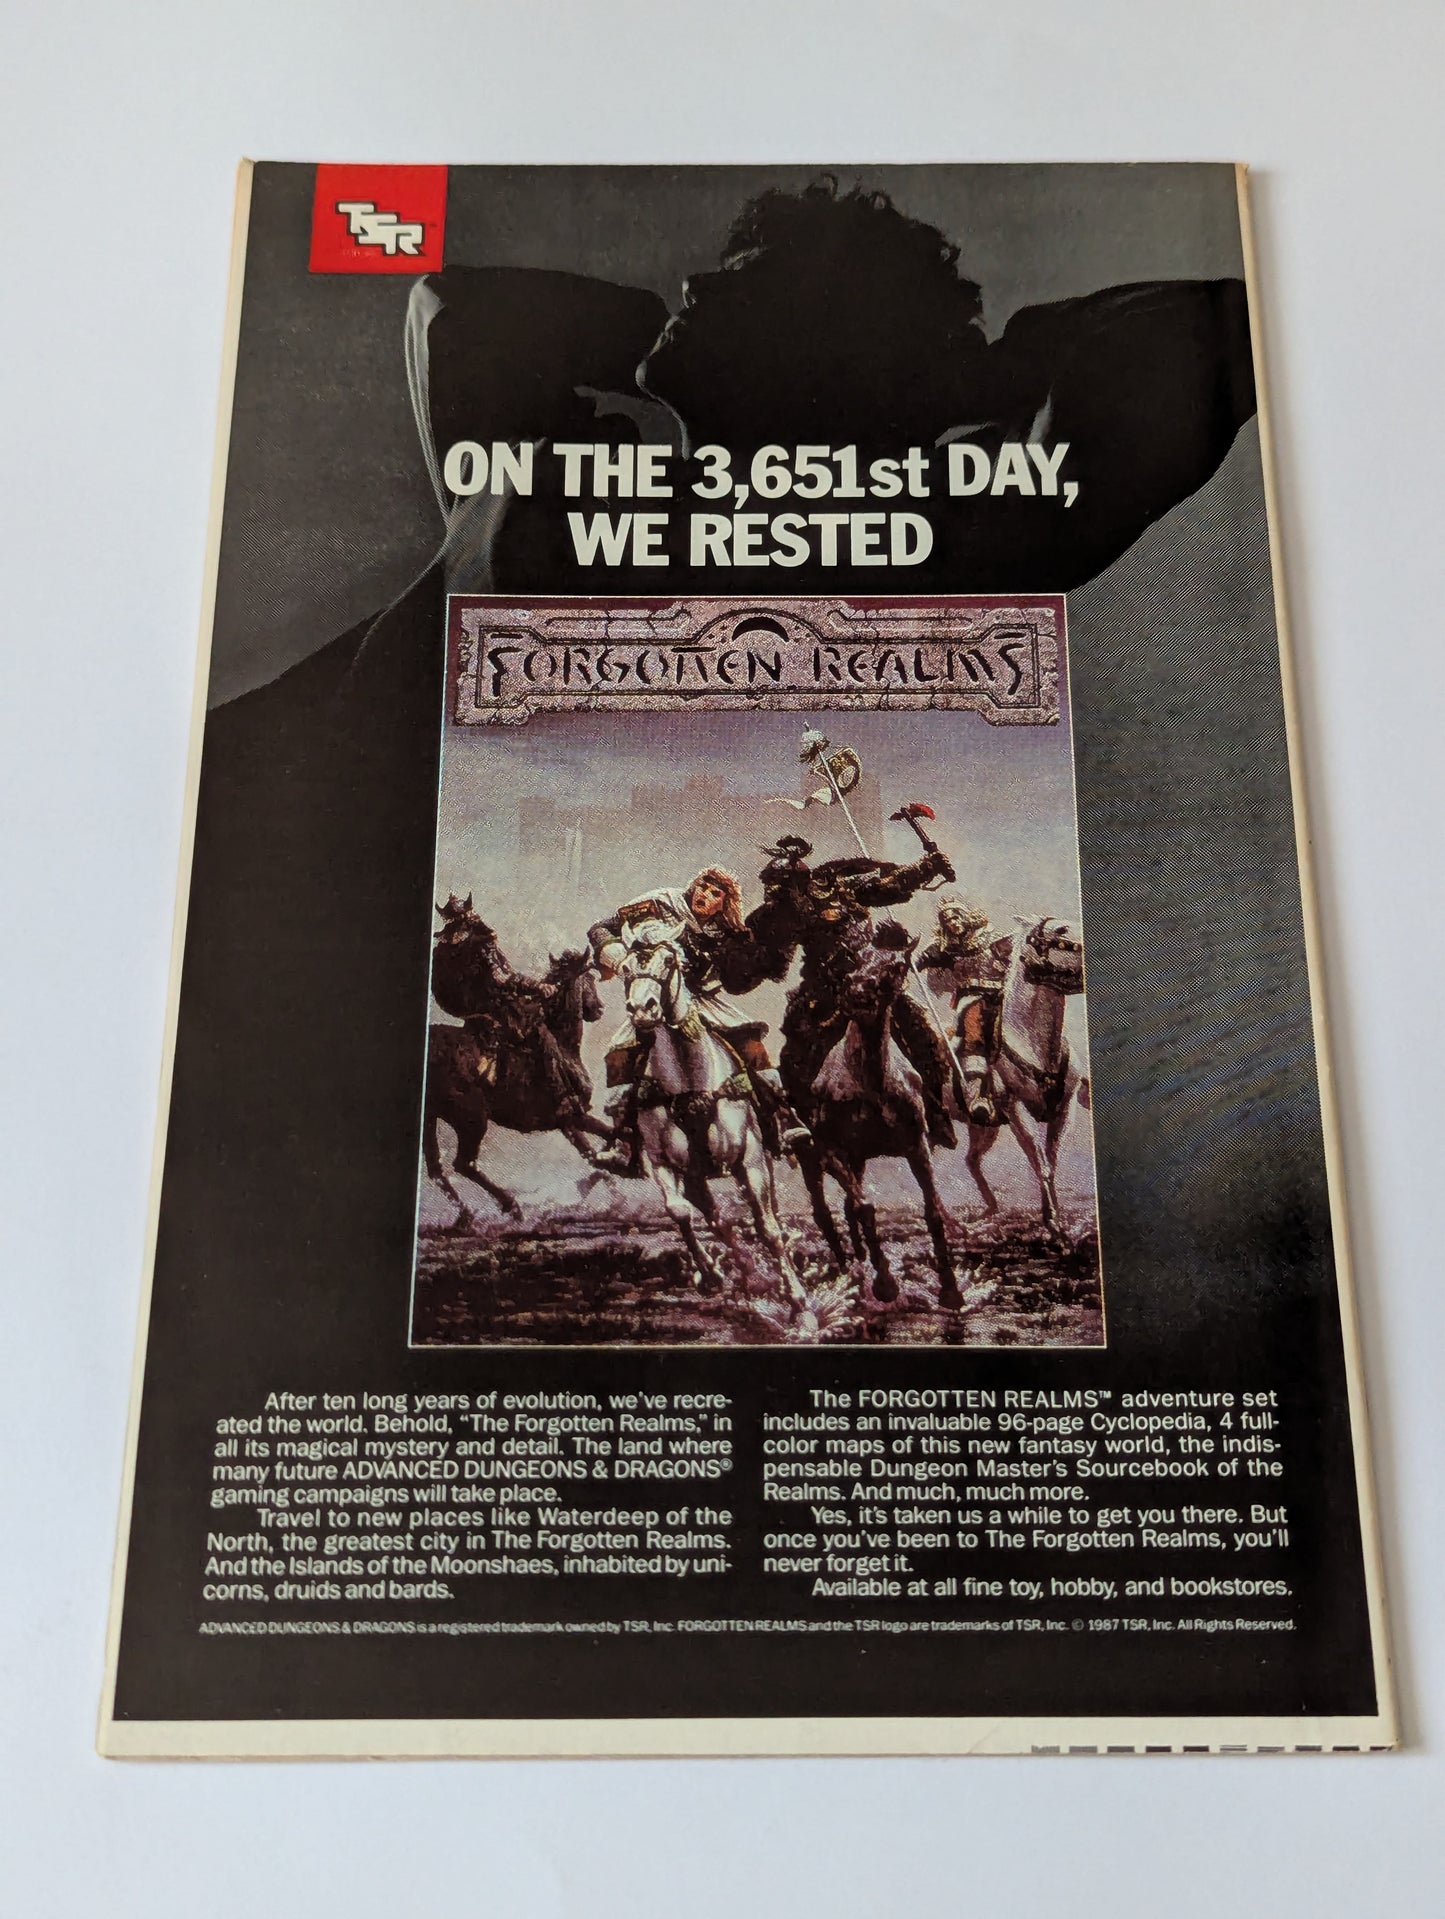 TSR
ON THE 3,651st DAY,
WE RESTED
FORGOTTEN REALMS
After ten long years of evolution, we've recre-
ated the world. Behold, "The Forgotten Realms," in
all its magical mystery and detail. The land where
many future ADVANCED DUNGEONS & DRAGONS®
gaming campaigns will take place.
Travel to new places like Waterdeep of the
North, the greatest city in The Forgotten Realms.
And the Islands of the Moonshaes, inhabited by uni-
corns, druids and bards.
The FORGOTTEN REALMS™ adventure set
includes an invaluable 96-page Cyclopedia, 4 full-
color maps of this new fantasy world, the indis-
pensable Dungeon Master's Sourcebook of the
Realms. And much, much more.
Yes, it's taken us a while to get you there. But
once you've been to The Forgotten Realms, you'll
never forget it.
Available at all fine toy, hobby, and bookstores.
ADVANCED DUNGEONS & DRAGONS is a registered trademark owned by TSR, Inc. FORGOTTEN REALMS and the TSR logo are trademarks of TSR, Inc. © 1987 TSR, Inc. All Rights Reserved.